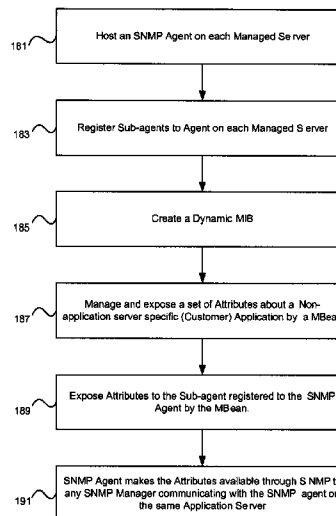 181
Host an SNMP Agent on each Managed Server
183
Register Sub-agents to Agent on each Managed Server
185
Create a Dynamic MIB
187
Manage and expose a set of Attributes about a Non-
application server specific (Customer) Application by a MBea
189
Expose Attributes to the Sub-agent registered to the SNMP
Agent by the MBean.
191
SNMP Agent makes the Attributes available through SNMP t
any SNMP Manager communicating with the SNMP agent on
the same Application Server